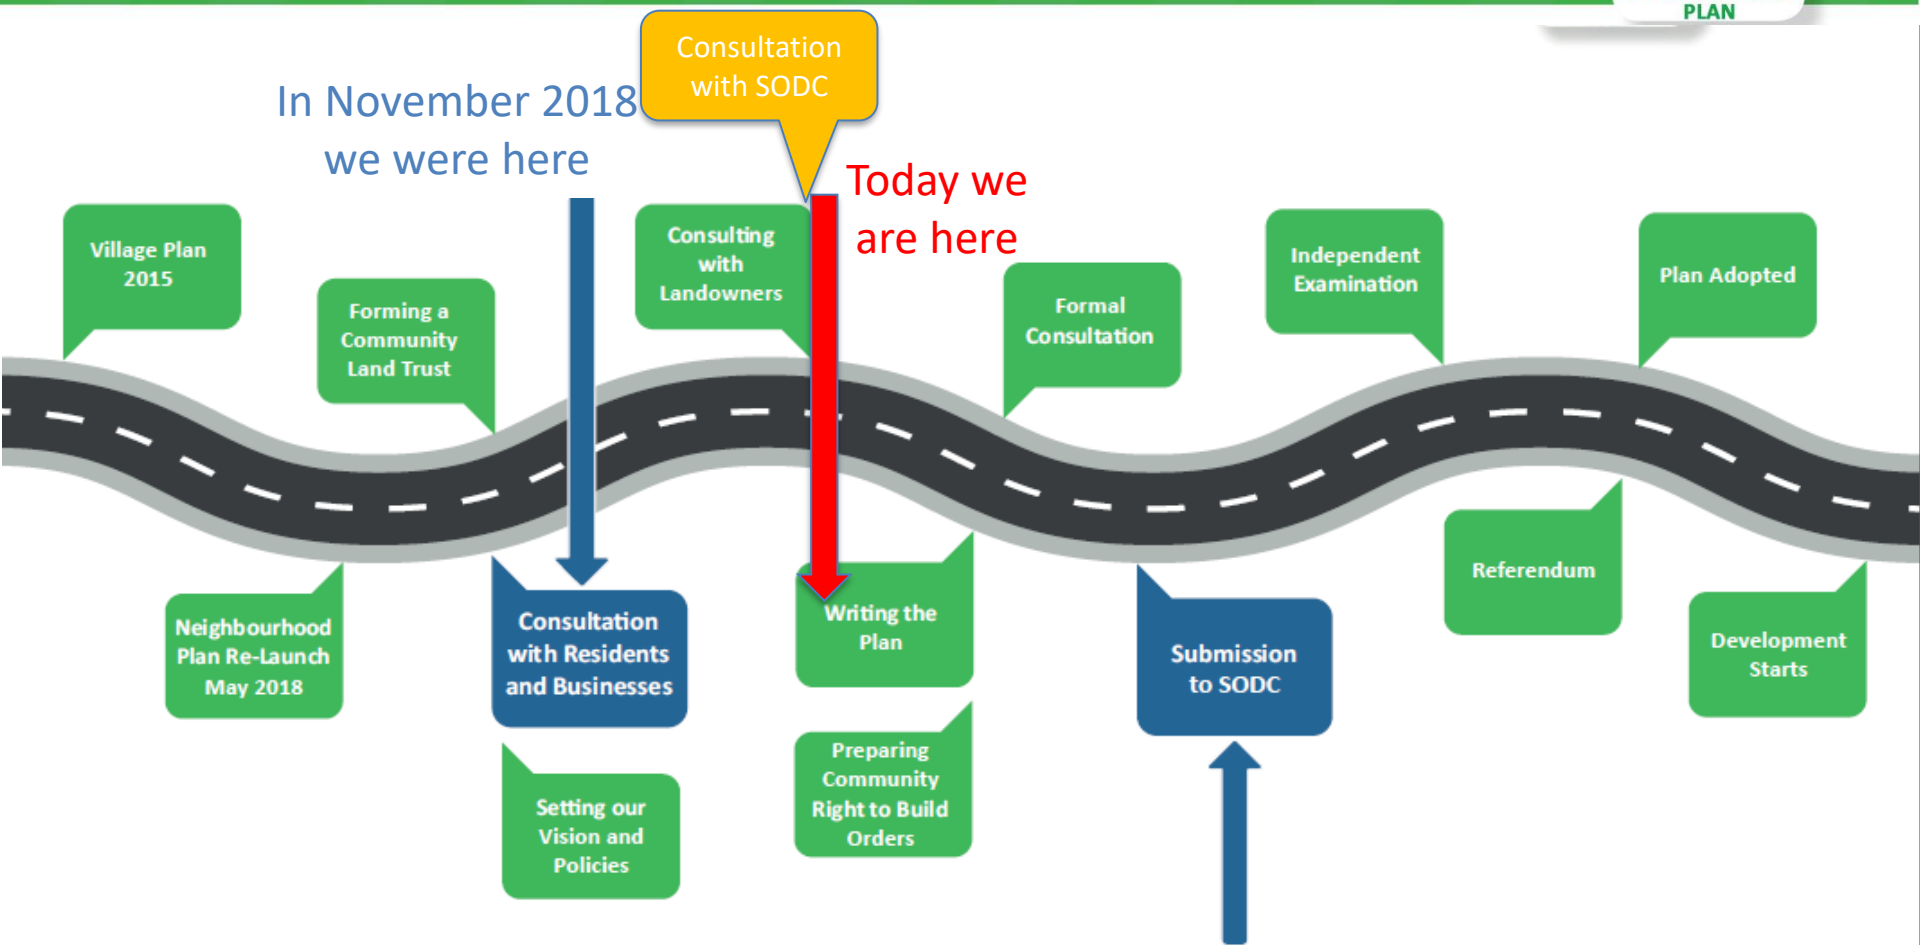 PLAN
Consultation
with SODC
In November 2018
we were here
Today we
are here
Village Plan
2015
Forming a
Community
Land Trust
Consulting
with
Landowners
Formal
Consultation
Independent
Examination
Plan Adopted
Neighbourhood
Plan Re-Launch
May 2018
Consultation
with Residents
and Businesses
Setting our
Vision and
Policies
Writing the
Plan
Preparing
Community
Right to Build
Orders
Submission
to SODC
Referendum
Development
Starts